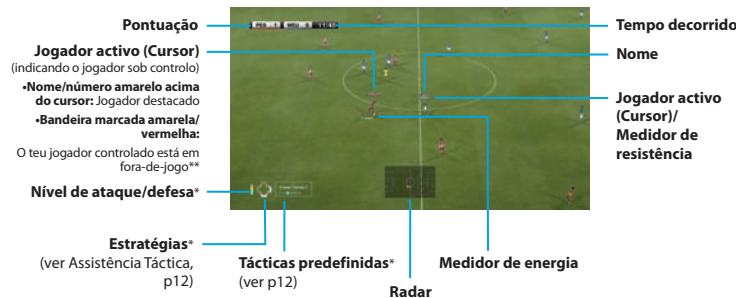 Pontuação
Tempo decorrido
Jogador activo (Cursor)
(indicando o jogador sob controlo)
Nome
•Nome/número amarelo acima
do cursor: Jogador destacado
•Bandeira marcada amarela/
vermelha:
O teu jogador controlado está em
fora-de-jogo**
Jogador activo
(Cursor)/
Medidor de
resistência
Nível de ataque/defesa*
Estratégias*
(ver Assistência Táctica,
p12)
Tácticas predefinidas*
(ver p12)
Medidor de energia
Radar